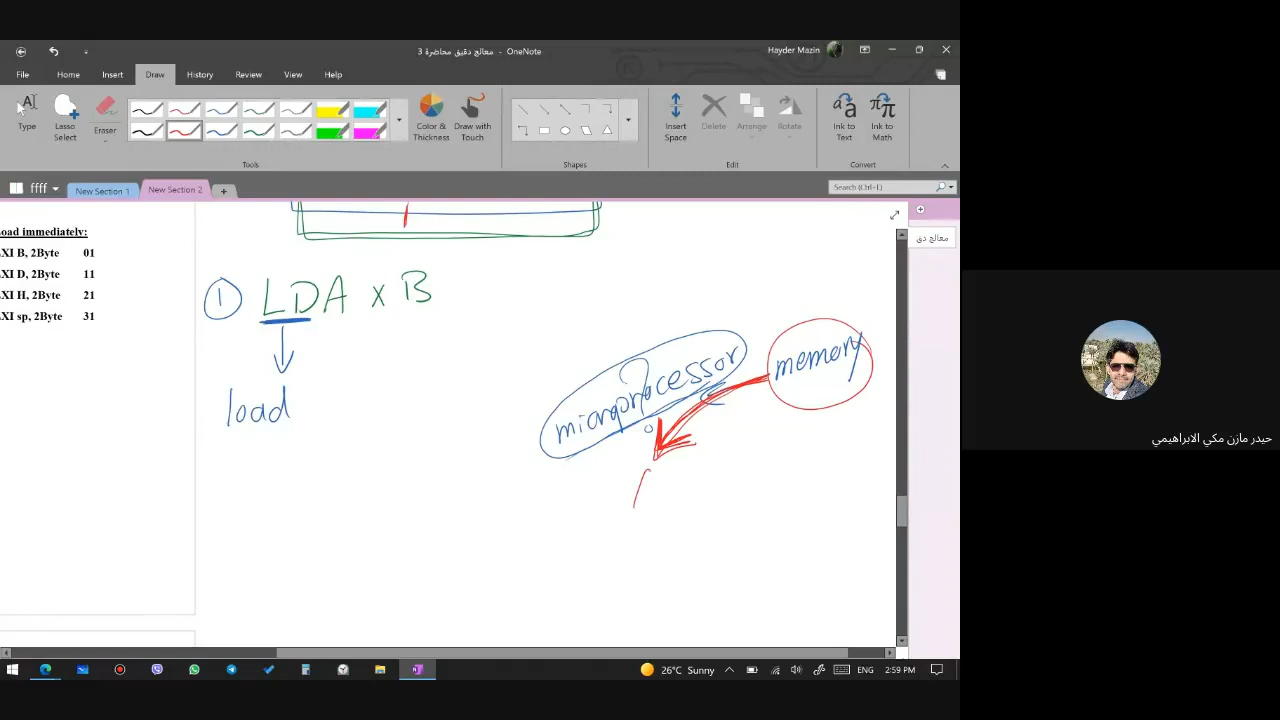 معالج دقيق محاضرة 3 - OneNote
Hayder Mazin
File Home Insert Draw History Review View Help
Type
Lasso Select
Eraser
Color & Thickness
Draw with Touch
Insert Space
Delete
Arrange
Rotate
Ink to Text
Ink to Math
Tools
Shapes
Edit
Convert
ffff
New Section 1
New Section 2
Search (Ctrl+E)
معالج دق
oad immediately:
XI B, 2Byte 01
XI D, 2Byte 11
XI H, 2Byte 21
XI sp, 2Byte 31
1 LDA x B
load
microprocessor
memory
حيدر مازن مكي الابراهيمي
26°C Sunny
ENG
2:59 PM